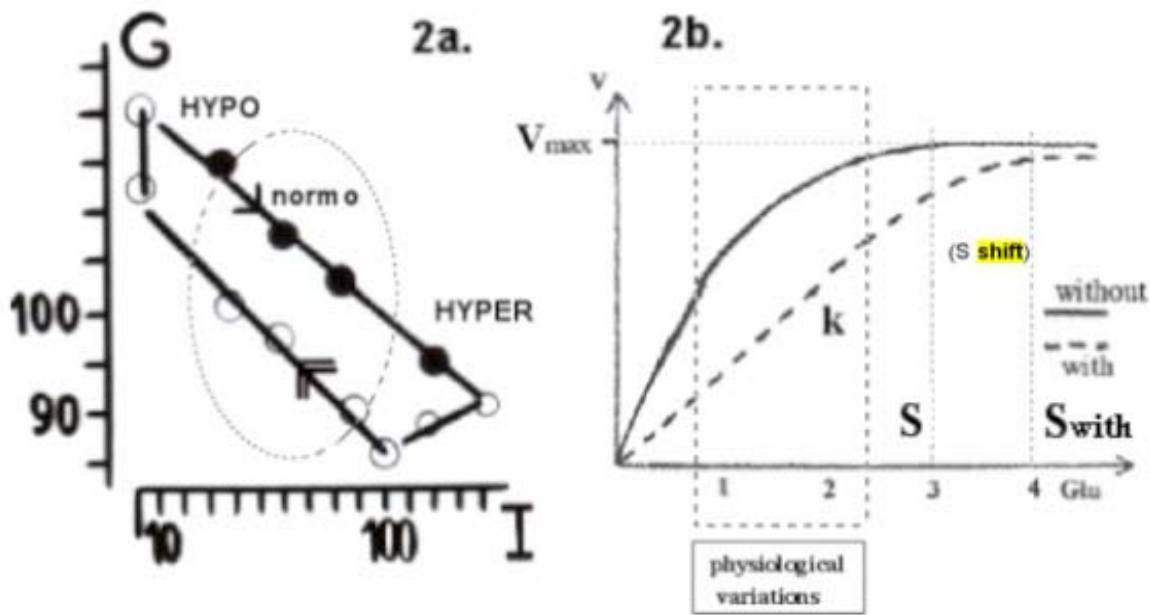 G
2a.
HYPO
normo
HYPER
100
90
10
100
I
2b.
v
Vmax
k
(S shift)
without
with
S
Swith
1
2
3
4
Glu
physiological
variations